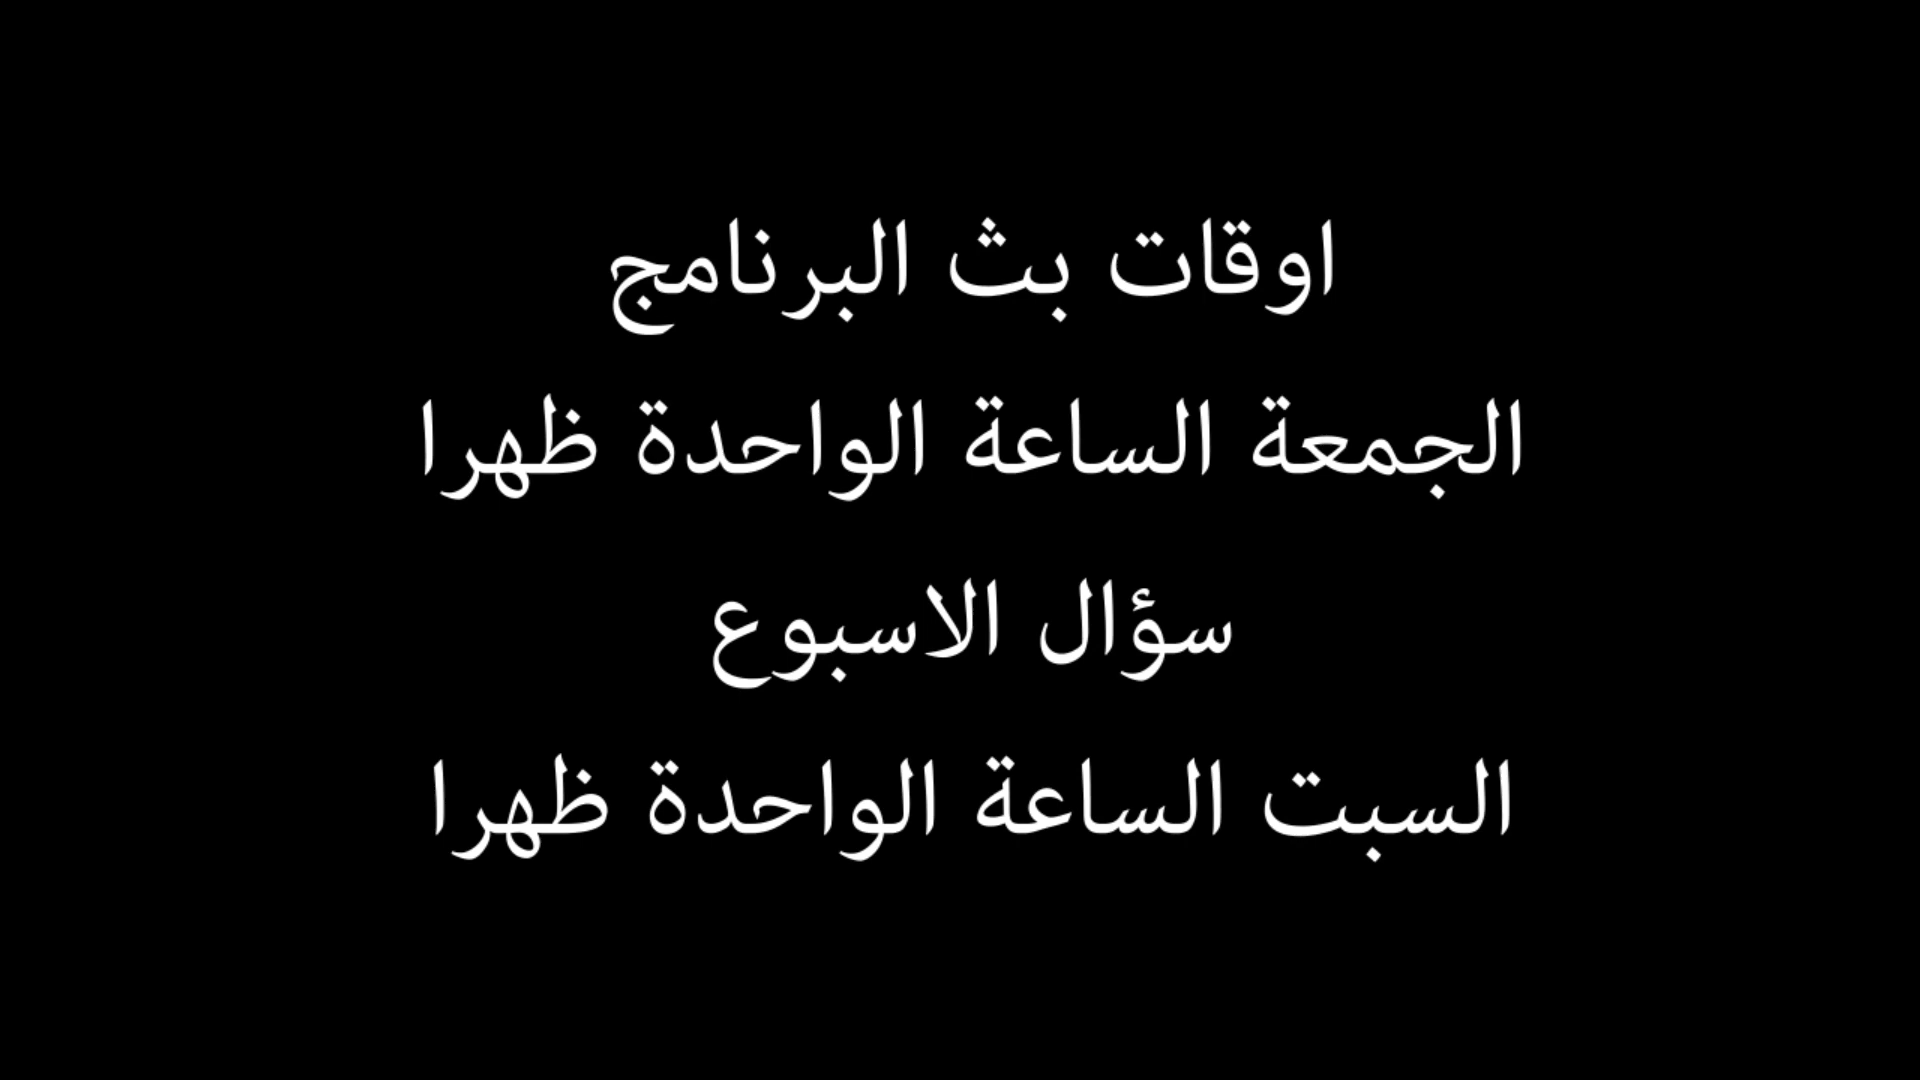 اوقات بث البرنامج
الجمعة الساعة الواحدة ظهرا
سؤال الاسبوع
السبت الساعة الواحدة ظهرا